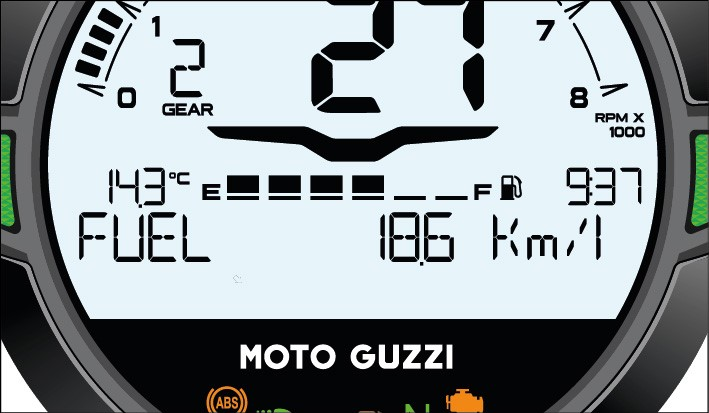 27
1
7
2
GEAR
0
8
RPM X
1000
14.3°C E F 9:37
FUEL 18.6 Km/l
MOTO GUZZI
ABS
N